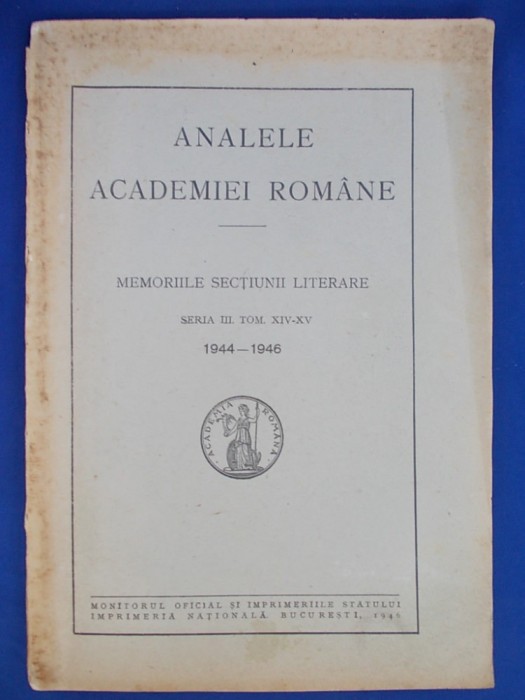 ANALELE
ACADEMIEI ROMÂNE
MEMORIILE SECȚIUNII LITERARE
SERIA III. TOM. XIV-XV
1944—1946
ACADEMIA ROMÂNĂ
MONITORUL OFICIAL ȘI IMPRIMERIILE STATULUI
IMPRIMERIA NAȚIONALĂ. BUCUREȘTI,